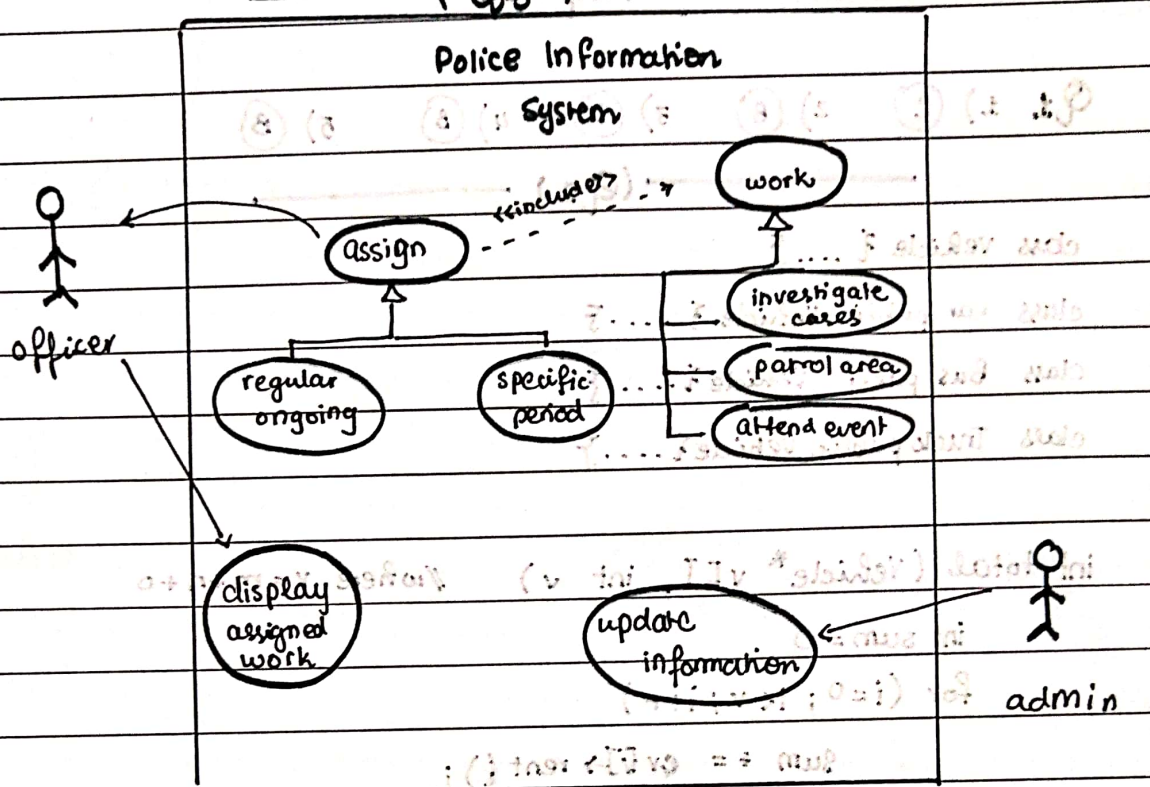 Police Information
System
<<include>>
work
assign
investigate
cases
officer
regular
ongoing
specific
period
patrol area
attend event
display
assigned
work
update
information
admin